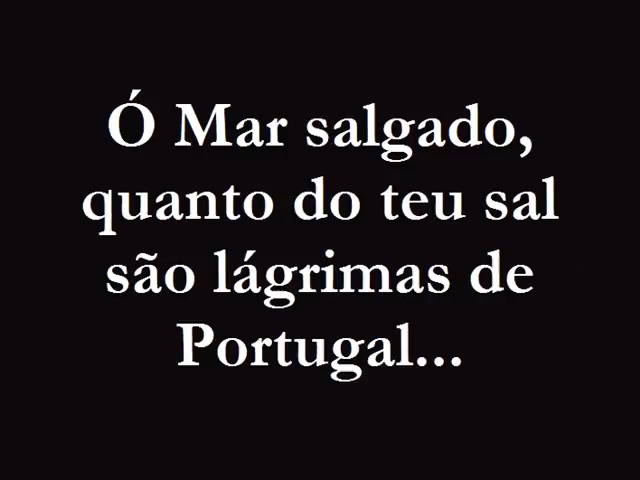 Ó Mar salgado,
quanto do teu sal
são lágrimas de
Portugal...